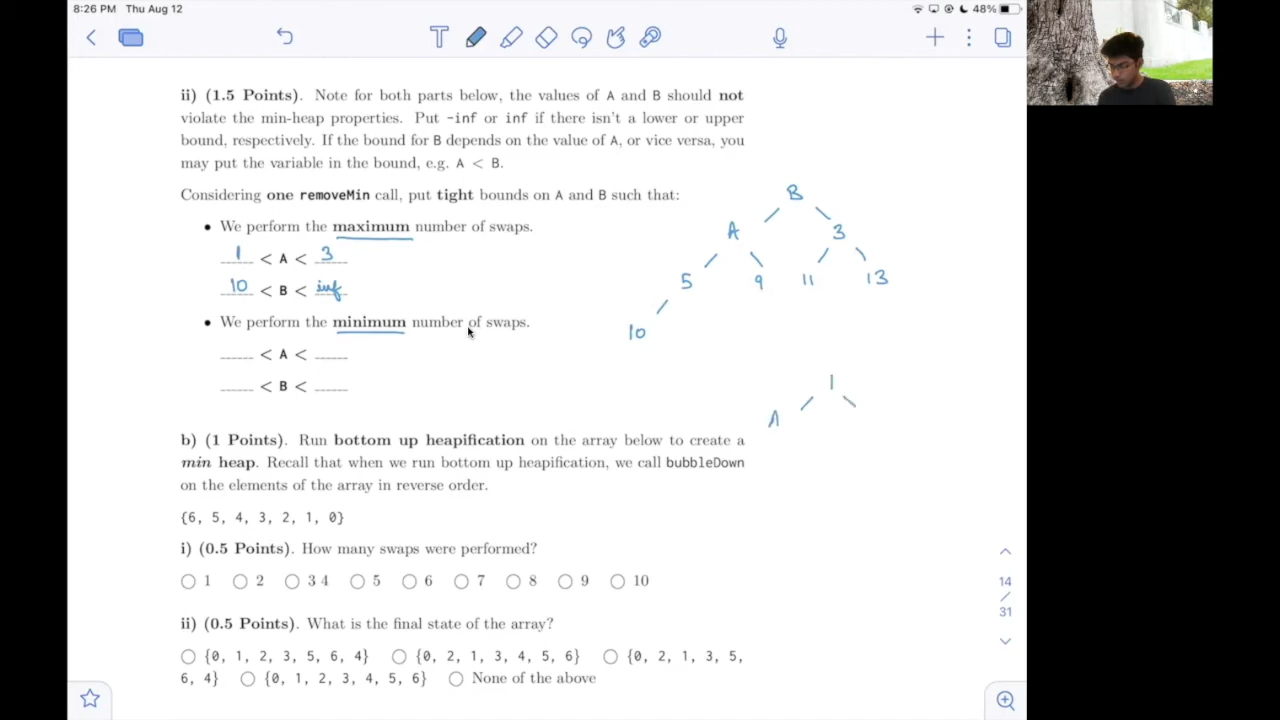 8:26 PM Thu Aug 12
48%
ii) (1.5 Points). Note for both parts below, the values of A and B should not
violate the min-heap properties. Put -inf or inf if there isn't a lower or upper
bound, respectively. If the bound for B depends on the value of A, or vice versa, you
may put the variable in the bound, e.g. A < B.
Considering one removeMin call, put tight bounds on A and B such that:
• We perform the maximum number of swaps.
1 < A < 3
10 < B < inf
• We perform the minimum number of swaps.
< A <
< B <
B
A 3
5 9 11 13
10
1
A
b) (1 Points). Run bottom up heapification on the array below to create a
min heap. Recall that when we run bottom up heapification, we call bubbleDown
on the elements of the array in reverse order.
{6, 5, 4, 3, 2, 1, 0}
i) (0.5 Points). How many swaps were performed?
1 2 3 4 5 6 7 8 9 10
ii) (0.5 Points). What is the final state of the array?
{0, 1, 2, 3, 5, 6, 4} {0, 2, 1, 3, 4, 5, 6} {0, 2, 1, 3, 5,
6, 4} {0, 1, 2, 3, 4, 5, 6} None of the above
14
/
31